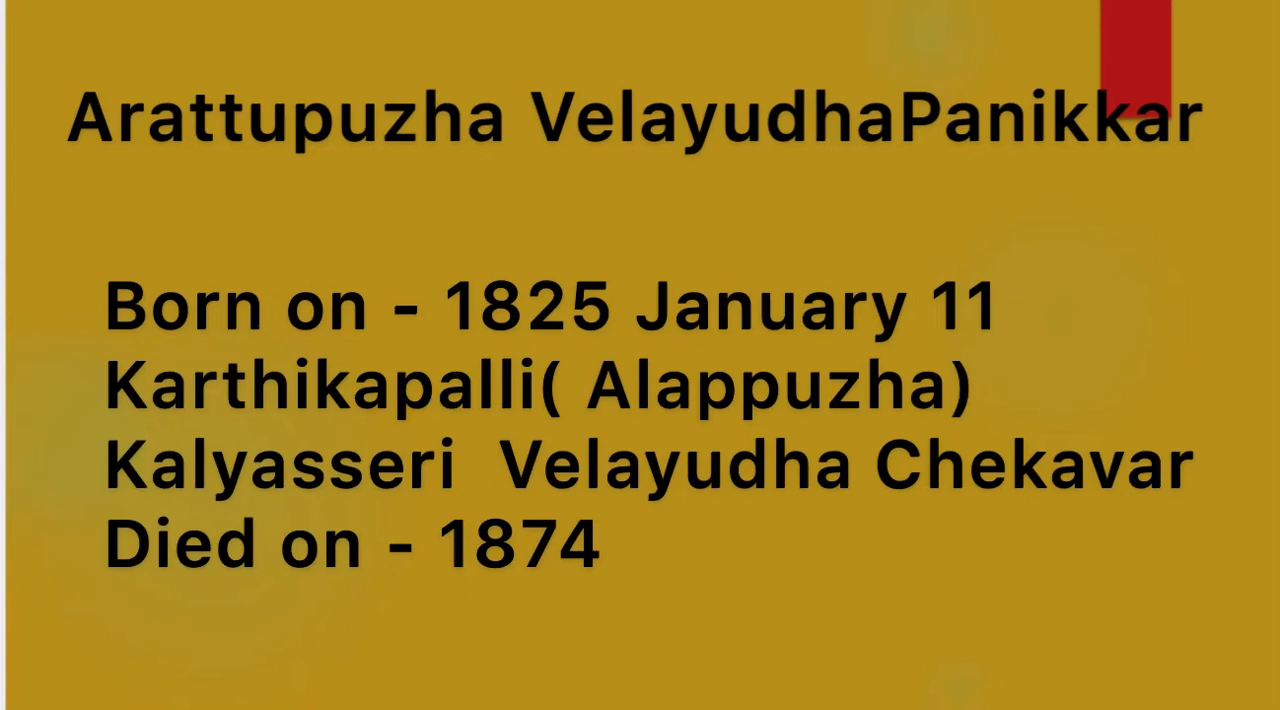 Arattupuzha VelayudhaPanikkar
Born on - 1825 January 11
Karthikapalli( Alappuzha)
Kalyasseri  Velayudha Chekavar
Died on - 1874